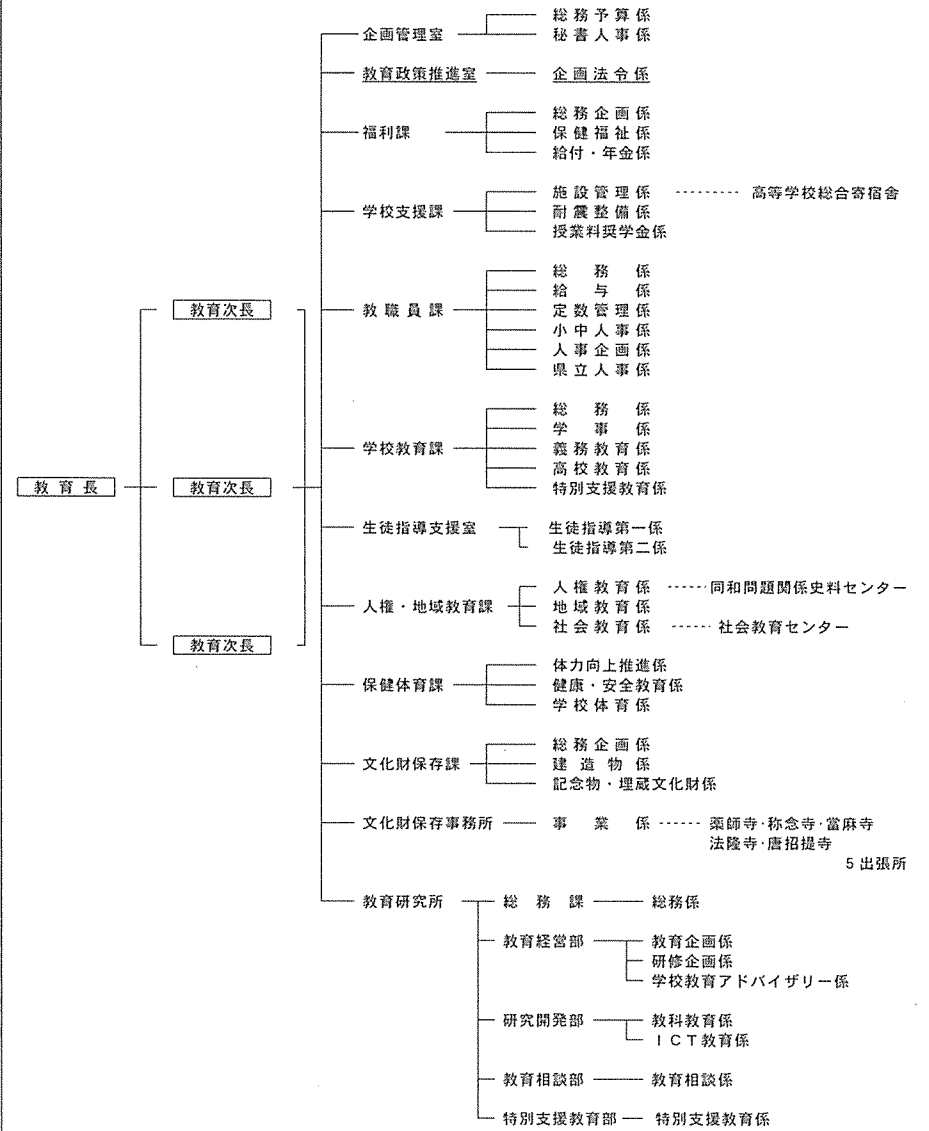 総務予算係
企画管理室
秘書人事係
教育政策推進室 企画法令係
総務企画係
福利課 保健福祉係
給付・年金係
施設管理係 高等学校総合寄宿舎
学校支援課 耐震整備係
授業料奨学金係
総務係
給与係
教育次長 教職員課 定数管理係
小中人事係
人事企画係
県立人事係
総務係
学事係
学校教育課 義務教育係
高校教育係
教育長 教育次長 特別支援教育係
生徒指導支援室 生徒指導第一係
生徒指導第二係
人権教育係 同和問題関係史料センター
人権・地域教育課 地域教育係
社会教育係 社会教育センター
教育次長
体力向上推進係
保健体育課 健康・安全教育係
学校体育係
総務企画係
文化財保存課 建造物係
記念物・埋蔵文化財係
文化財保存事務所 事業係 薬師寺・称念寺・當麻寺
法隆寺・唐招提寺
5出張所
教育研究所 総務課 総務係
教育経営部 教育企画係
研修企画係
学校教育アドバイザリー係
研究開発部 教科教育係
ICT教育係
教育相談部 教育相談係
特別支援教育部 特別支援教育係